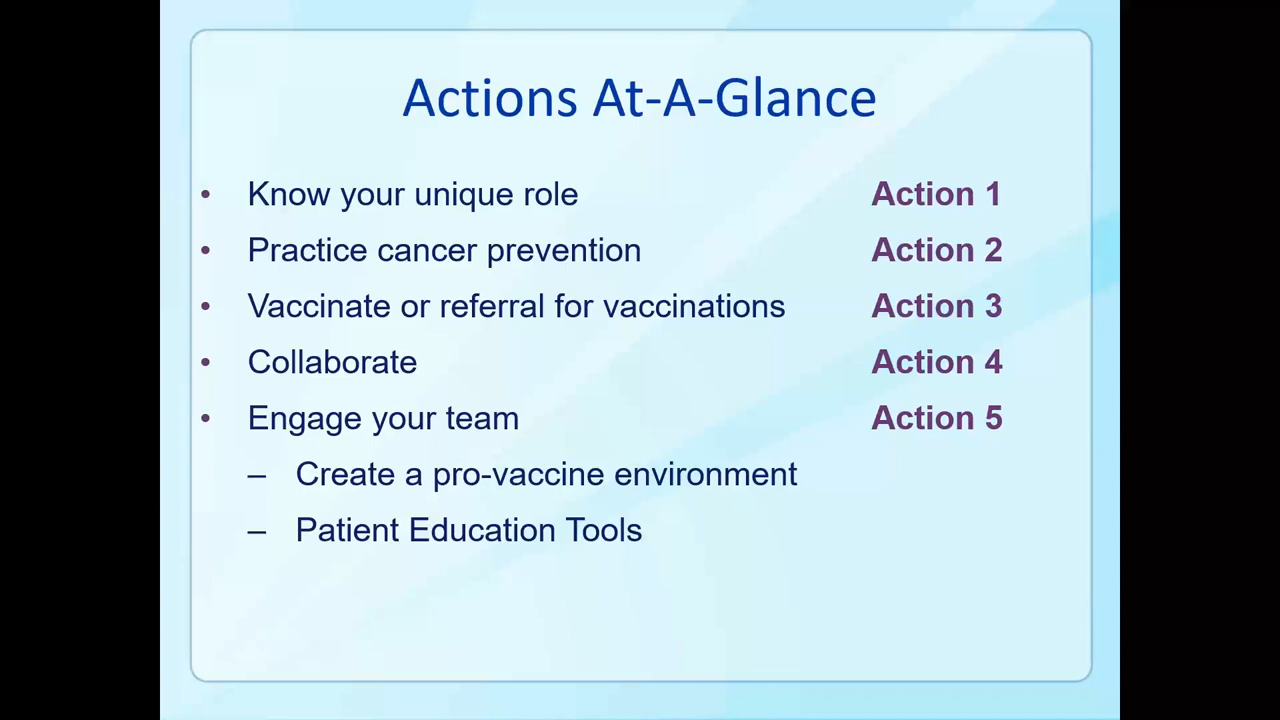 Actions At-A-Glance
• Know your unique role Action 1
• Practice cancer prevention Action 2
• Vaccinate or referral for vaccinations Action 3
• Collaborate Action 4
• Engage your team Action 5
– Create a pro-vaccine environment
– Patient Education Tools